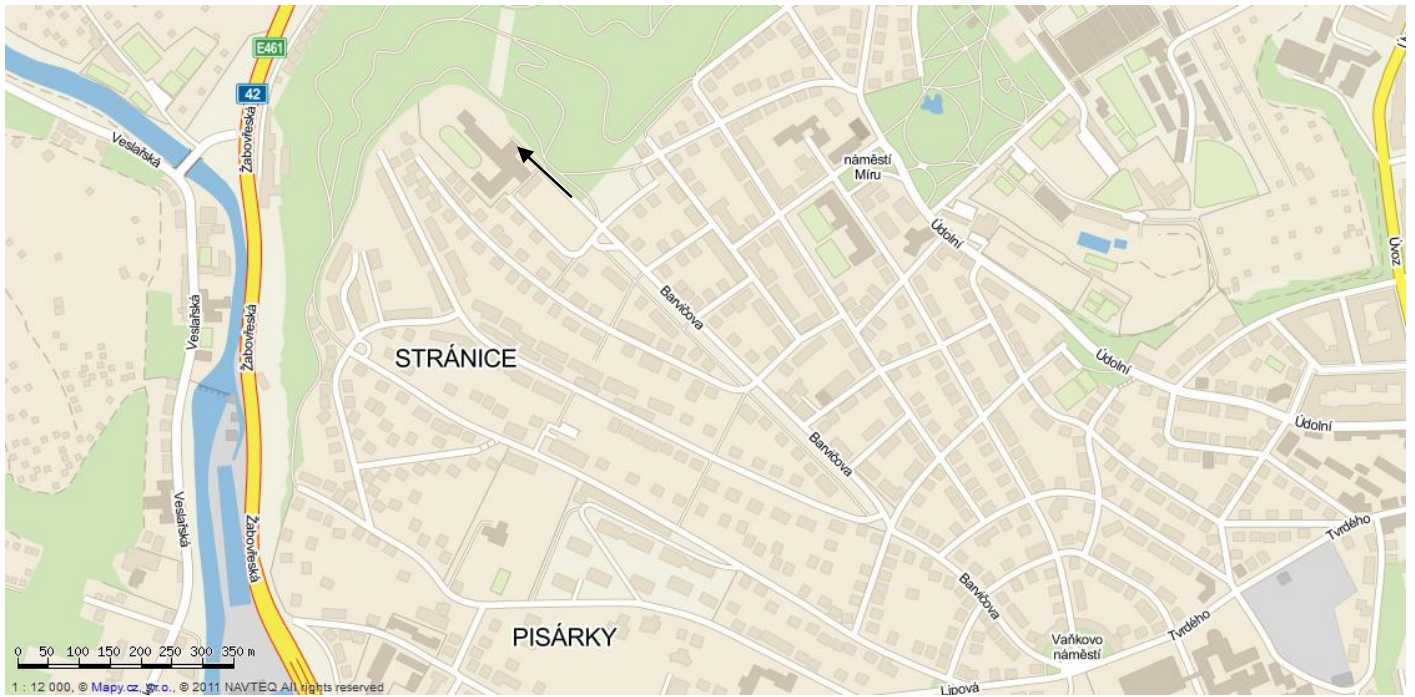 E461
42
Žabovřeská
Veslařská
náměstí
Míru
Údolní
Úvoz
Veslařská
Žabovřeská
Barvičova
STRÁNICE
Údolní
Údolní
Barvičova
Veslařská
Žabovřeská
Tvrdého
Barvičova
Tvrdého
PISÁRKY
Vaňkovo
náměstí
Lipová
0 50 100 150 200 250 300 350 m
1 : 12 000, © Mapy.cz, s.r.o., © 2011 NAVTEQ All rights reserved